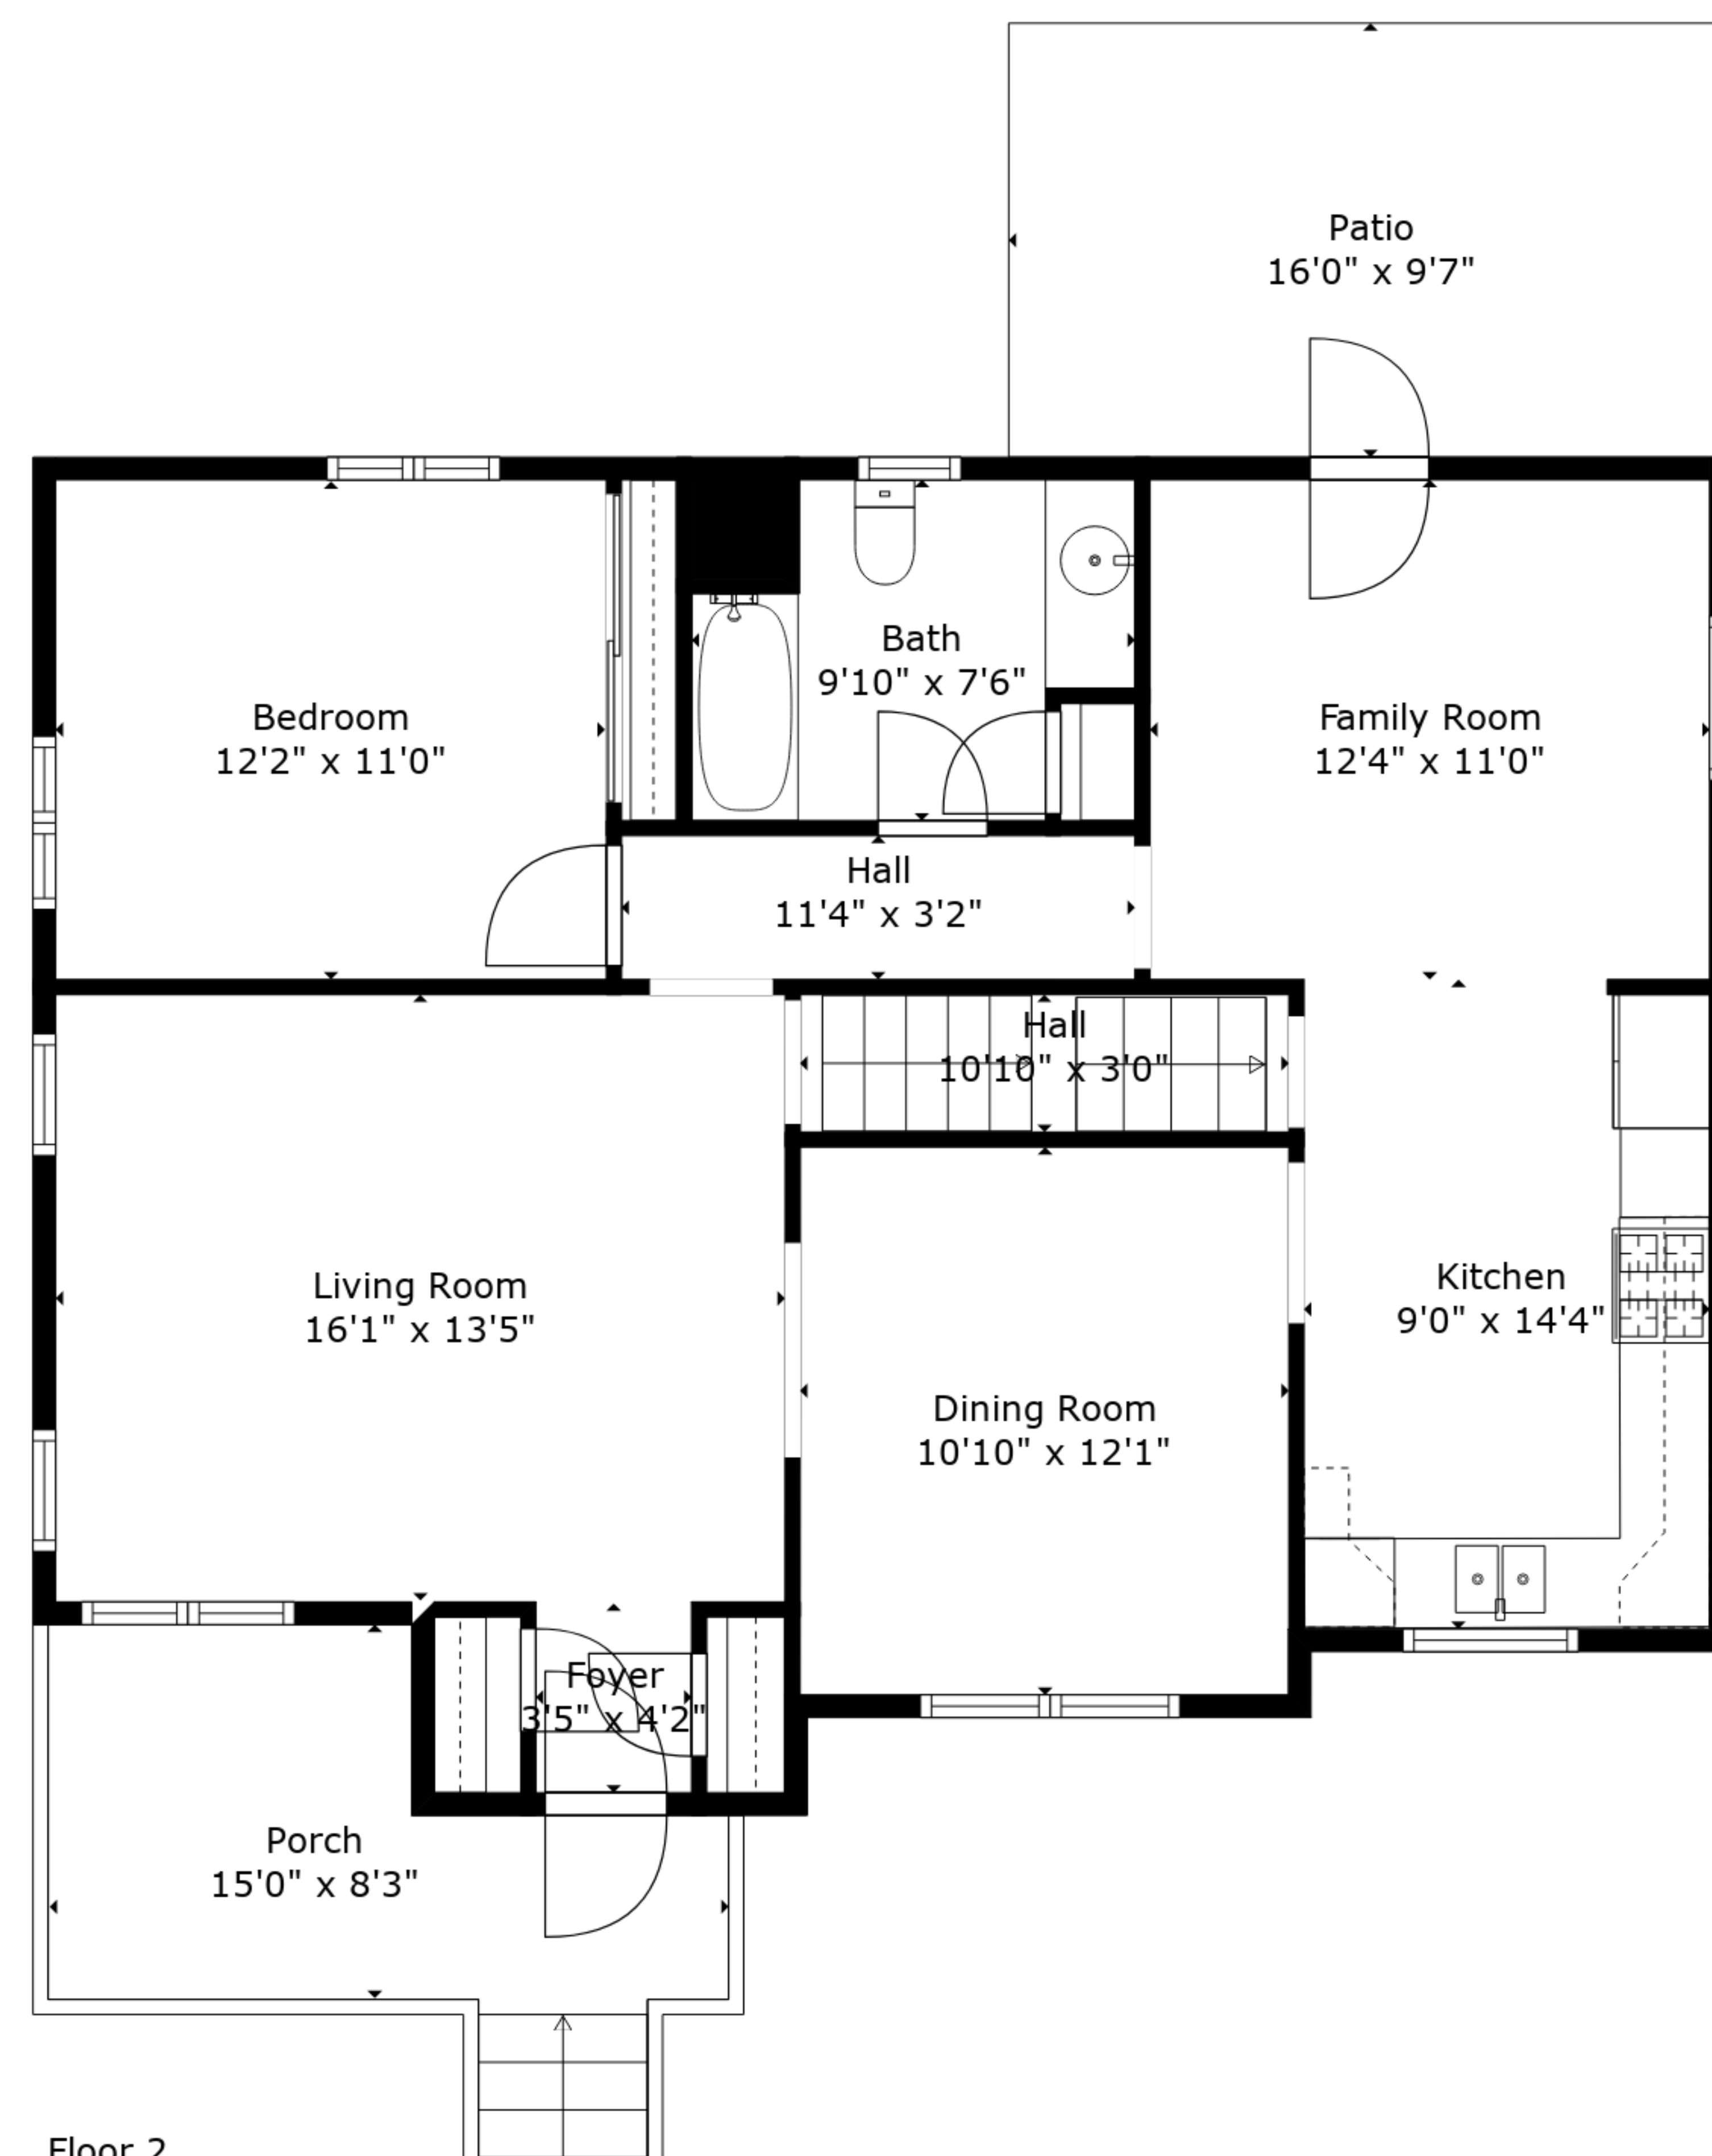 Patio
16'0" x 9'7"
Bath
9'10" x 7'6"
Bedroom
12'2" x 11'0"
Family Room
12'4" x 11'0"
Hall
11'4" x 3'2"
Hall
10'10" x 3'0"
Living Room
16'1" x 13'5"
Kitchen
9'0" x 14'4"
Dining Room
10'10" x 12'1"
Foyer
3'5" x 4'2"
Porch
15'0" x 8'3"
Floor 2